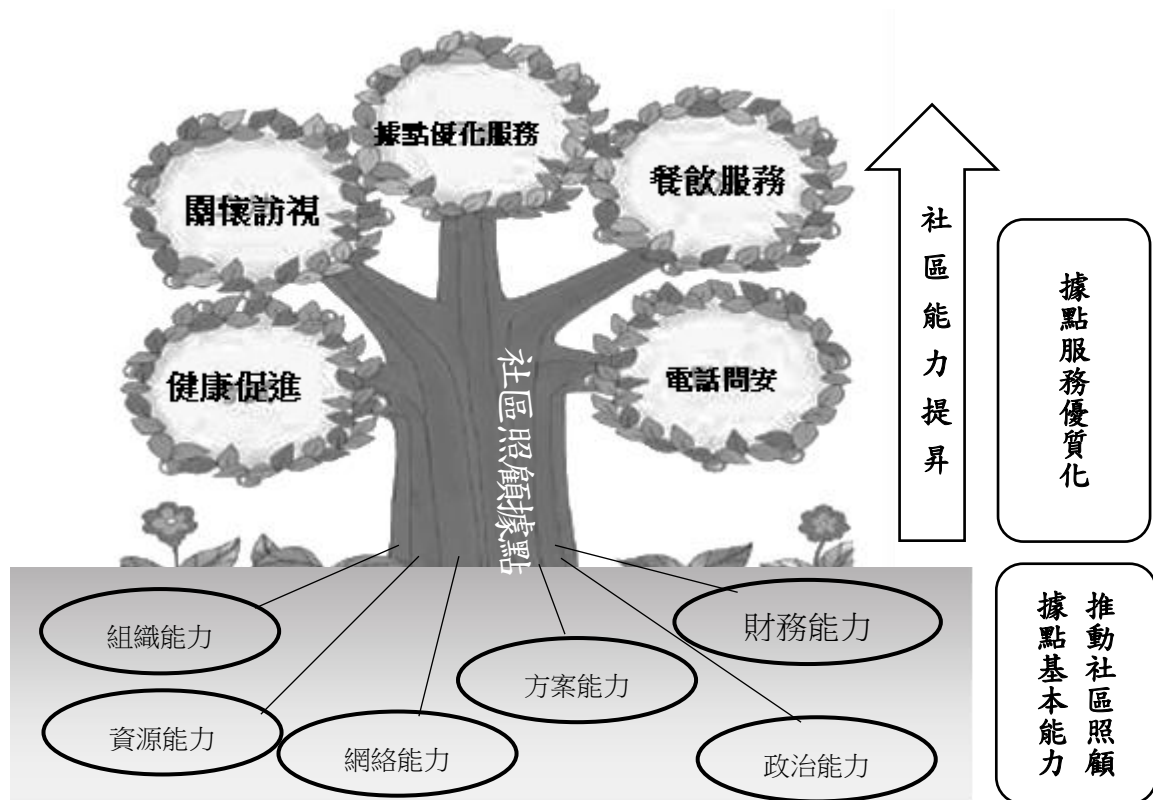 據點優化服務
關懷訪視
餐飲服務
健康促進
電話問安
社區照顧據點
社區能力提昇
據點服務優質化
組織能力
財務能力
方案能力
資源能力
網絡能力
政治能力
推動社區照顧
據點基本能力